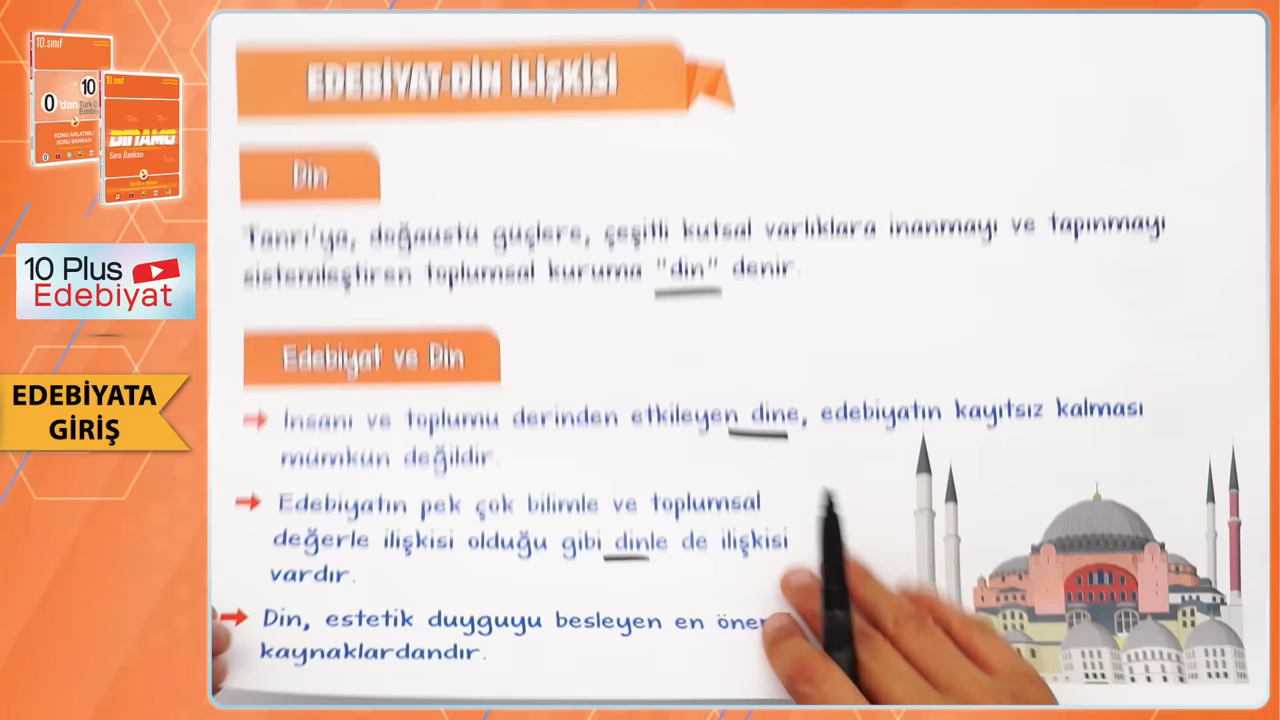 10.sınıf
10.sınıf
0'dan 10
KONU ANLATIMLI
SORU BANKASI
DİNAMO
Soru Bankası
10 Plus
Edebiyat
EDEBİYATA
GİRİŞ
EDEBİYAT-DİN İLİŞKİSİ
Din
Tanrı'ya, doğaüstü güçlere, çeşitli kutsal varlıklara inanmayı ve tapınmayı
sistemleştiren toplumsal kuruma "din" denir.
Edebiyat ve Din
İnsanı ve toplumu derinden etkileyen dine, edebiyatın kayıtsız kalması
mümkün değildir.
Edebiyatın pek çok bilimle ve toplumsal
değerle ilişkisi olduğu gibi dinle de ilişkisi
vardır.
Din, estetik duyguyu besleyen en
kaynaklardandır.